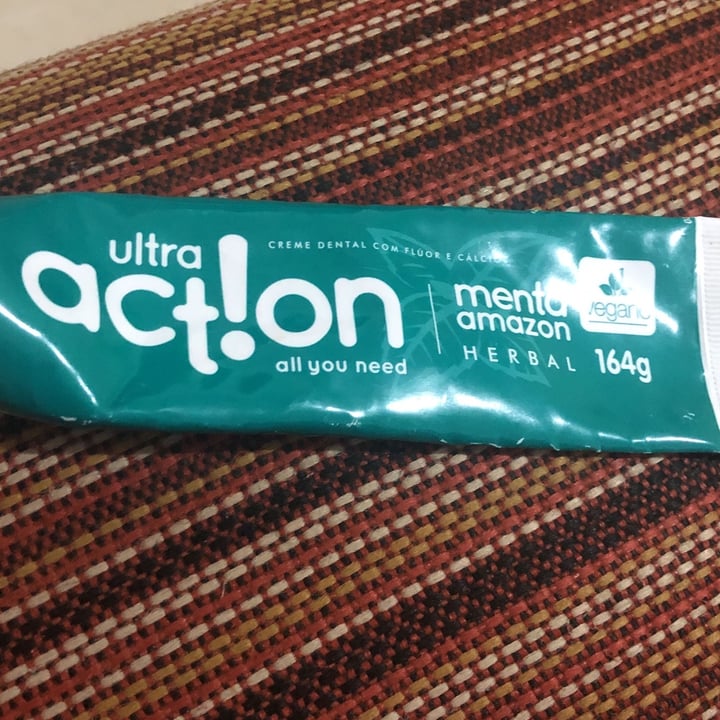 ultra
act!on
all you need
CREME DENTAL COM FLÚOR E CÁLCIO
menta
amazon
HERBAL
vegano
164g